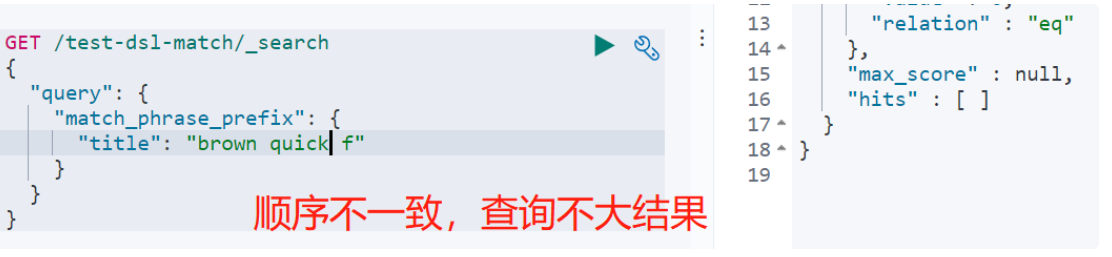 GET /test-dsl-match/_search
{
"query": {
"match_phrase_prefix": {
"title": "brown quick f"
}
}
}
顺序不一致，查询不大结果
13 "relation" : "eq"
14 },
15 "max_score" : null,
16 "hits" : [ ]
17 }
18 }
19